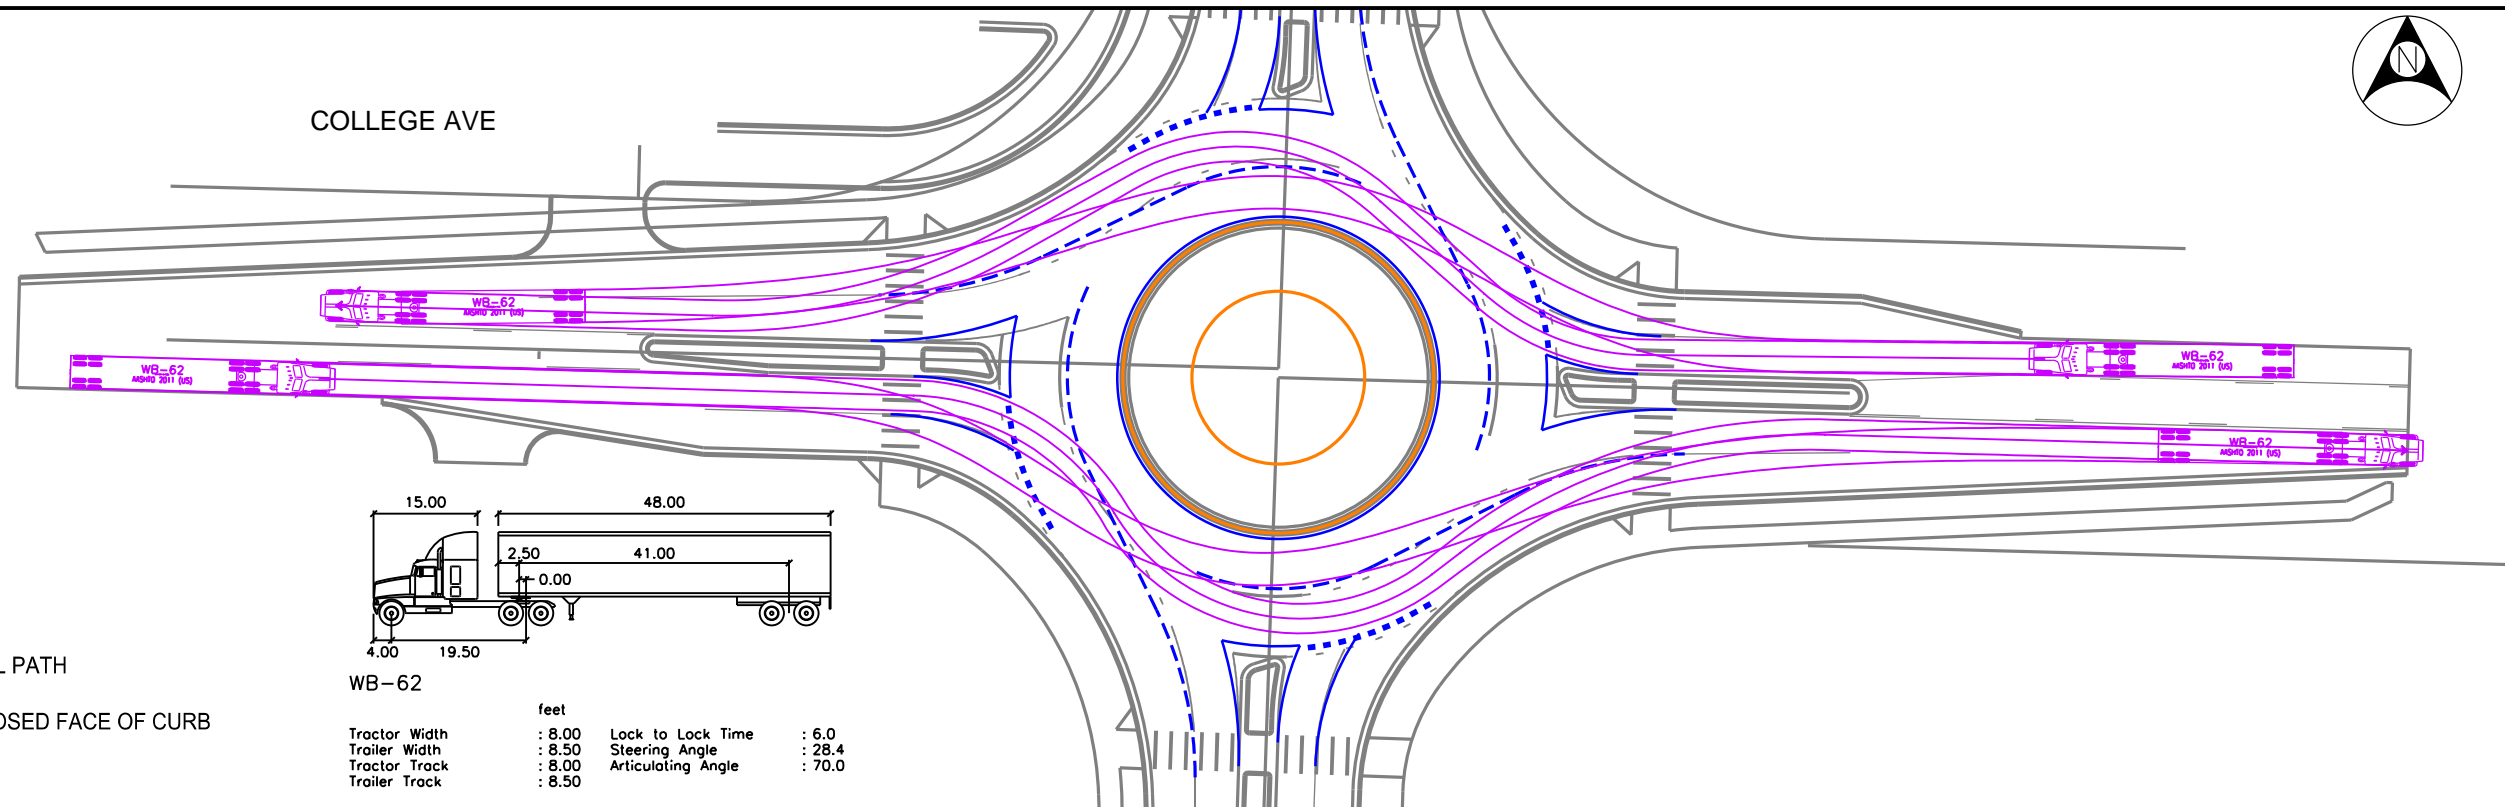 N
COLLEGE AVE
WB-62
AASHTO 2011 (US)
WB-62
AASHTO 2011 (US)
WB-62
AASHTO 2011 (US)
WB-62
AASHTO 2011 (US)
15.00
48.00
2.50
41.00
0.00
4.00
19.50
L PATH
OSED FACE OF CURB
WB-62
feet
Tractor Width : 8.00 Lock to Lock Time : 6.0
Trailer Width : 8.50 Steering Angle : 28.4
Tractor Track : 8.00 Articulating Angle : 70.0
Trailer Track : 8.50